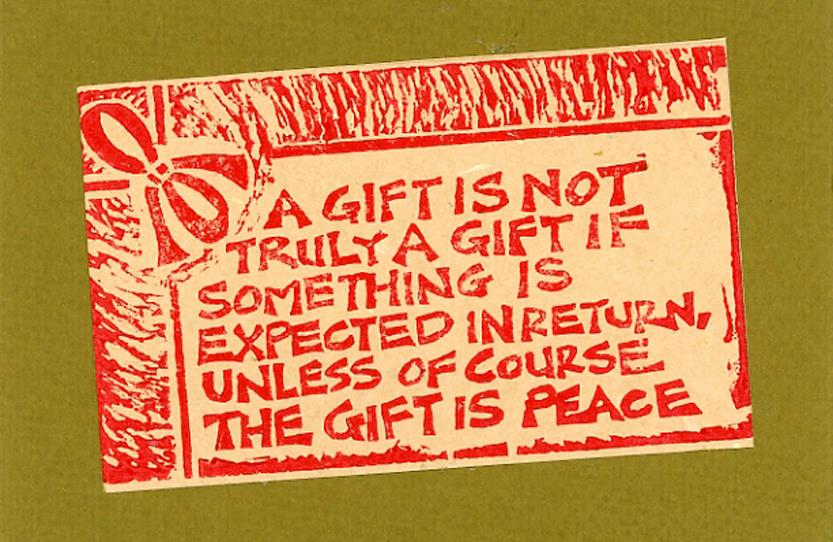 A GIFT IS NOT
TRULY A GIFT IF
SOMETHING IS
EXPECTED IN RETURN,
UNLESS OF COURSE
THE GIFT IS PEACE